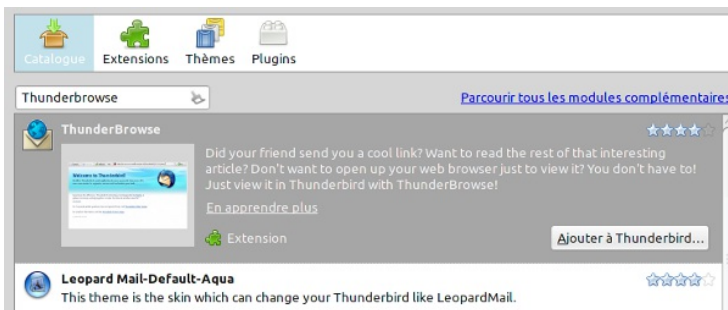 Catalogue Extensions Thèmes Plugins
Thunderbrowse Parcourir tous les modules complémentaires
ThunderBrowse
Did your friend send you a cool link? Want to read the rest of that interesting
article? Don't want to open up your web browser just to view it? You don't have to!
Just view it in Thunderbird with ThunderBrowse!
Welcome to Thunderbird!
En apprendre plus
Extension Ajouter à Thunderbird...
Leopard Mail-Default-Aqua
This theme is the skin which can change your Thunderbird like LeopardMail.